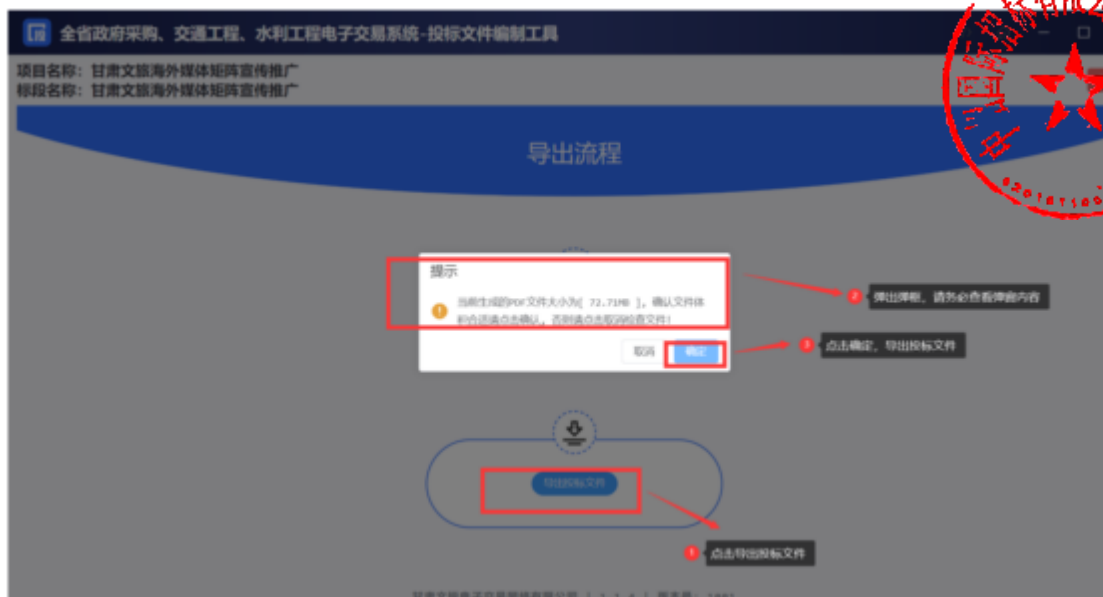 全省政府采购、交通工程、水利工程电子交易系统-投标文件编制工具
项目名称：甘肃文旅海外媒体矩阵宣传推广
标段名称：甘肃文旅海外媒体矩阵宣传推广
导出流程
提示
当前生成的PDF文件大小为[ 72.71MB ]，确认文件体
积合适请点击确认，否则请点击取消检查文件！
取消 确定
2 弹出弹框，请务必查看弹窗内容
3 点击确定，导出投标文件
导出投标文件
1 点击导出投标文件